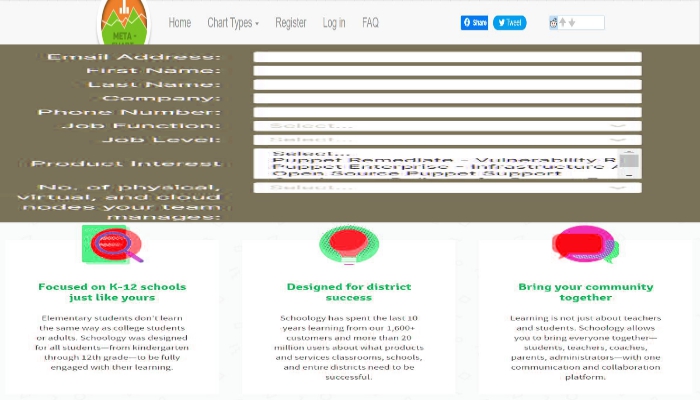 META -
Home
Chart Types
Register
Log in
FAQ
Share
Tweet
Email Address:
First Name:
Last Name:
Company:
Phone Number:
Job Function:
Select...
Job Level:
Select...
Product Interest
Select...
Puppet Remediate - Vulnerability R
Puppet Enterprise - Infrastructure
Open Source Puppet Support
No. of physical,
virtual, and cloud
nodes your team
manages:
Select...
Focused on K-12 schools
just like yours
Elementary students don't learn
the same way as college students
or adults. Schoology was designed
for all students—from kindergarten
through 12th grade—to be fully
engaged with their learning.
Designed for district
success
Schoology has spent the last 10
years learning from our 1,600+
customers and more than 20
million users about what products
and services classrooms, schools,
and entire districts need to be
successful.
Bring your community
together
Learning is not just about teachers
and students. Schoology allows
you to bring everyone together—
students, teachers, coaches,
parents, administrators—with one
communication and collaboration
platform.